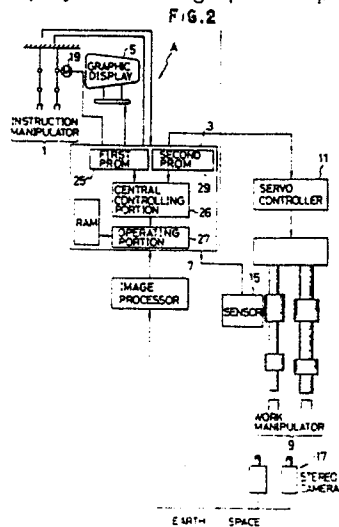 FIG.2
5
A
19
GRAPHIC
DISPLAY
INSTRUCTION
MANIPULATOR
1
3
11
FIRST
PROM
SECOND
PROM
25
29
SERVO
CONTROLLER
CENTRAL
CONTROLLING
PORTION
26
RAM
OPERATING
PORTION
27
7
15
IMAGE
PROCESSOR
SENSOR
WORK
MANIPULATOR
9
17
STEREO
CAMERA
EARTH SPACE